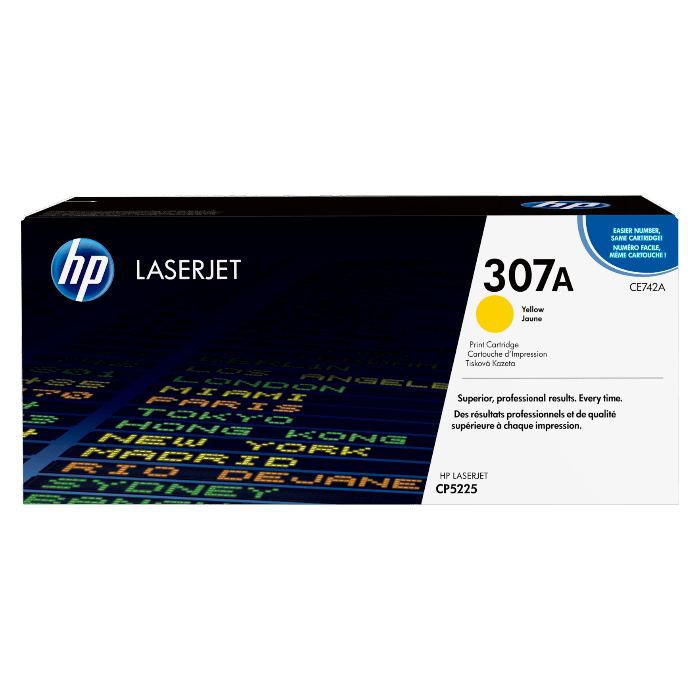 hp
hp
LASERJET
EASIER NUMBER,
SAME CARTRIDGE!
NUMÉRO FACILE,
MÊME CARTOUCHE !
307A
CE742A
Yellow
Jaune
Print Cartridge
Cartouche d'Impression
Tisková Kazeta
Superior, professional results. Every time.
Des résultats professionnels et de qualité
supérieure à chaque impression.
HP LASERJET
CP5225
BERLIN
LOS ANGELES
LONDON
MIAMI
PARIS
TOKYO
HONG KONG
NEW YORK
MADRID
RIO DEJANE
SYDNEY